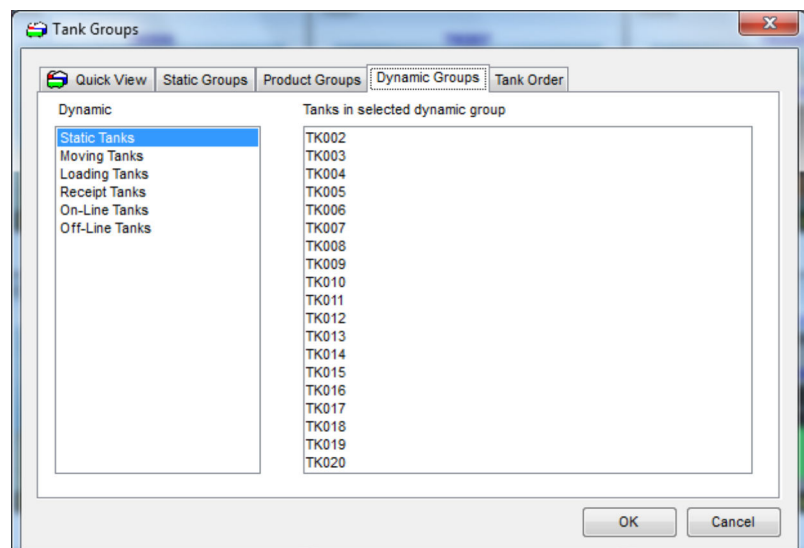 Tank Groups
Quick View Static Groups Product Groups Dynamic Groups Tank Order
Dynamic
Tanks in selected dynamic group
Static Tanks
Moving Tanks
Loading Tanks
Receipt Tanks
On-Line Tanks
Off-Line Tanks
TK002
TK003
TK004
TK005
TK006
TK007
TK008
TK009
TK010
TK011
TK012
TK013
TK014
TK015
TK016
TK017
TK018
TK019
TK020
OK Cancel